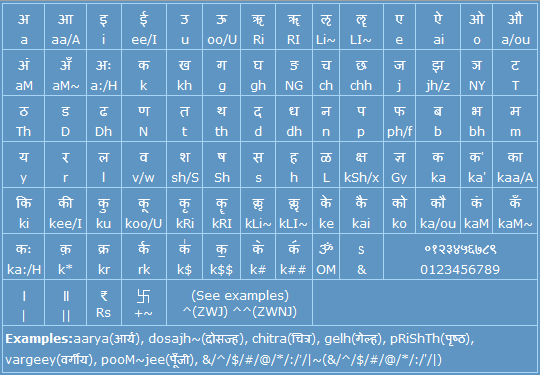 अ आ इ ई उ ऊ ऋ ॠ ऌ ॡ ए ऐ ओ औ
a aa/A i ee/I u oo/U Ri RI Li~ LI~ e ai o a/ou
अं अँ अः क ख ग घ ङ च छ ज झ ञ ट
aM aM~ a:/H k kh g gh NG ch chh j jh/z NY T
ठ ड ढ ण त थ द ध न प फ ब भ म
Th D Dh N t th d dh n p ph/f b bh m
य र ल व श ष स ह ळ क्ष ज्ञ क क' का
y r l v/w sh/S Sh s h L kSh/x Gy ka ka' kaa/A
कि की कु कू कृ कॄ कॢ कॣ के कै को कौ कं कँ
ki kee/I ku koo/U kRi kRI kLi~ kLI~ ke kai ko ka/ou kaM kaM~
कः क़ क्र र्क क॑ क॒ क॓ क॔ ॐ ऽ ०१२३४५६७८९
ka:/H k* kr rk k$ k$$ k# k## OM & 0123456789
। ॥ ₹ 卐 (See examples)
| || Rs +~ ^(ZWJ) ^^(ZWNJ)
Examples:aarya(आर्य), dosajh~(दोसज्ह), chitra(चित्र), gelh(गेल्ह), pRiShTh(पृष्ठ),
vargeey(वर्गीय), pooM~jee(पूँजी), &/^/$/#/@/*/:/'/|~(&/^/$/#/@/*/:/'/|)